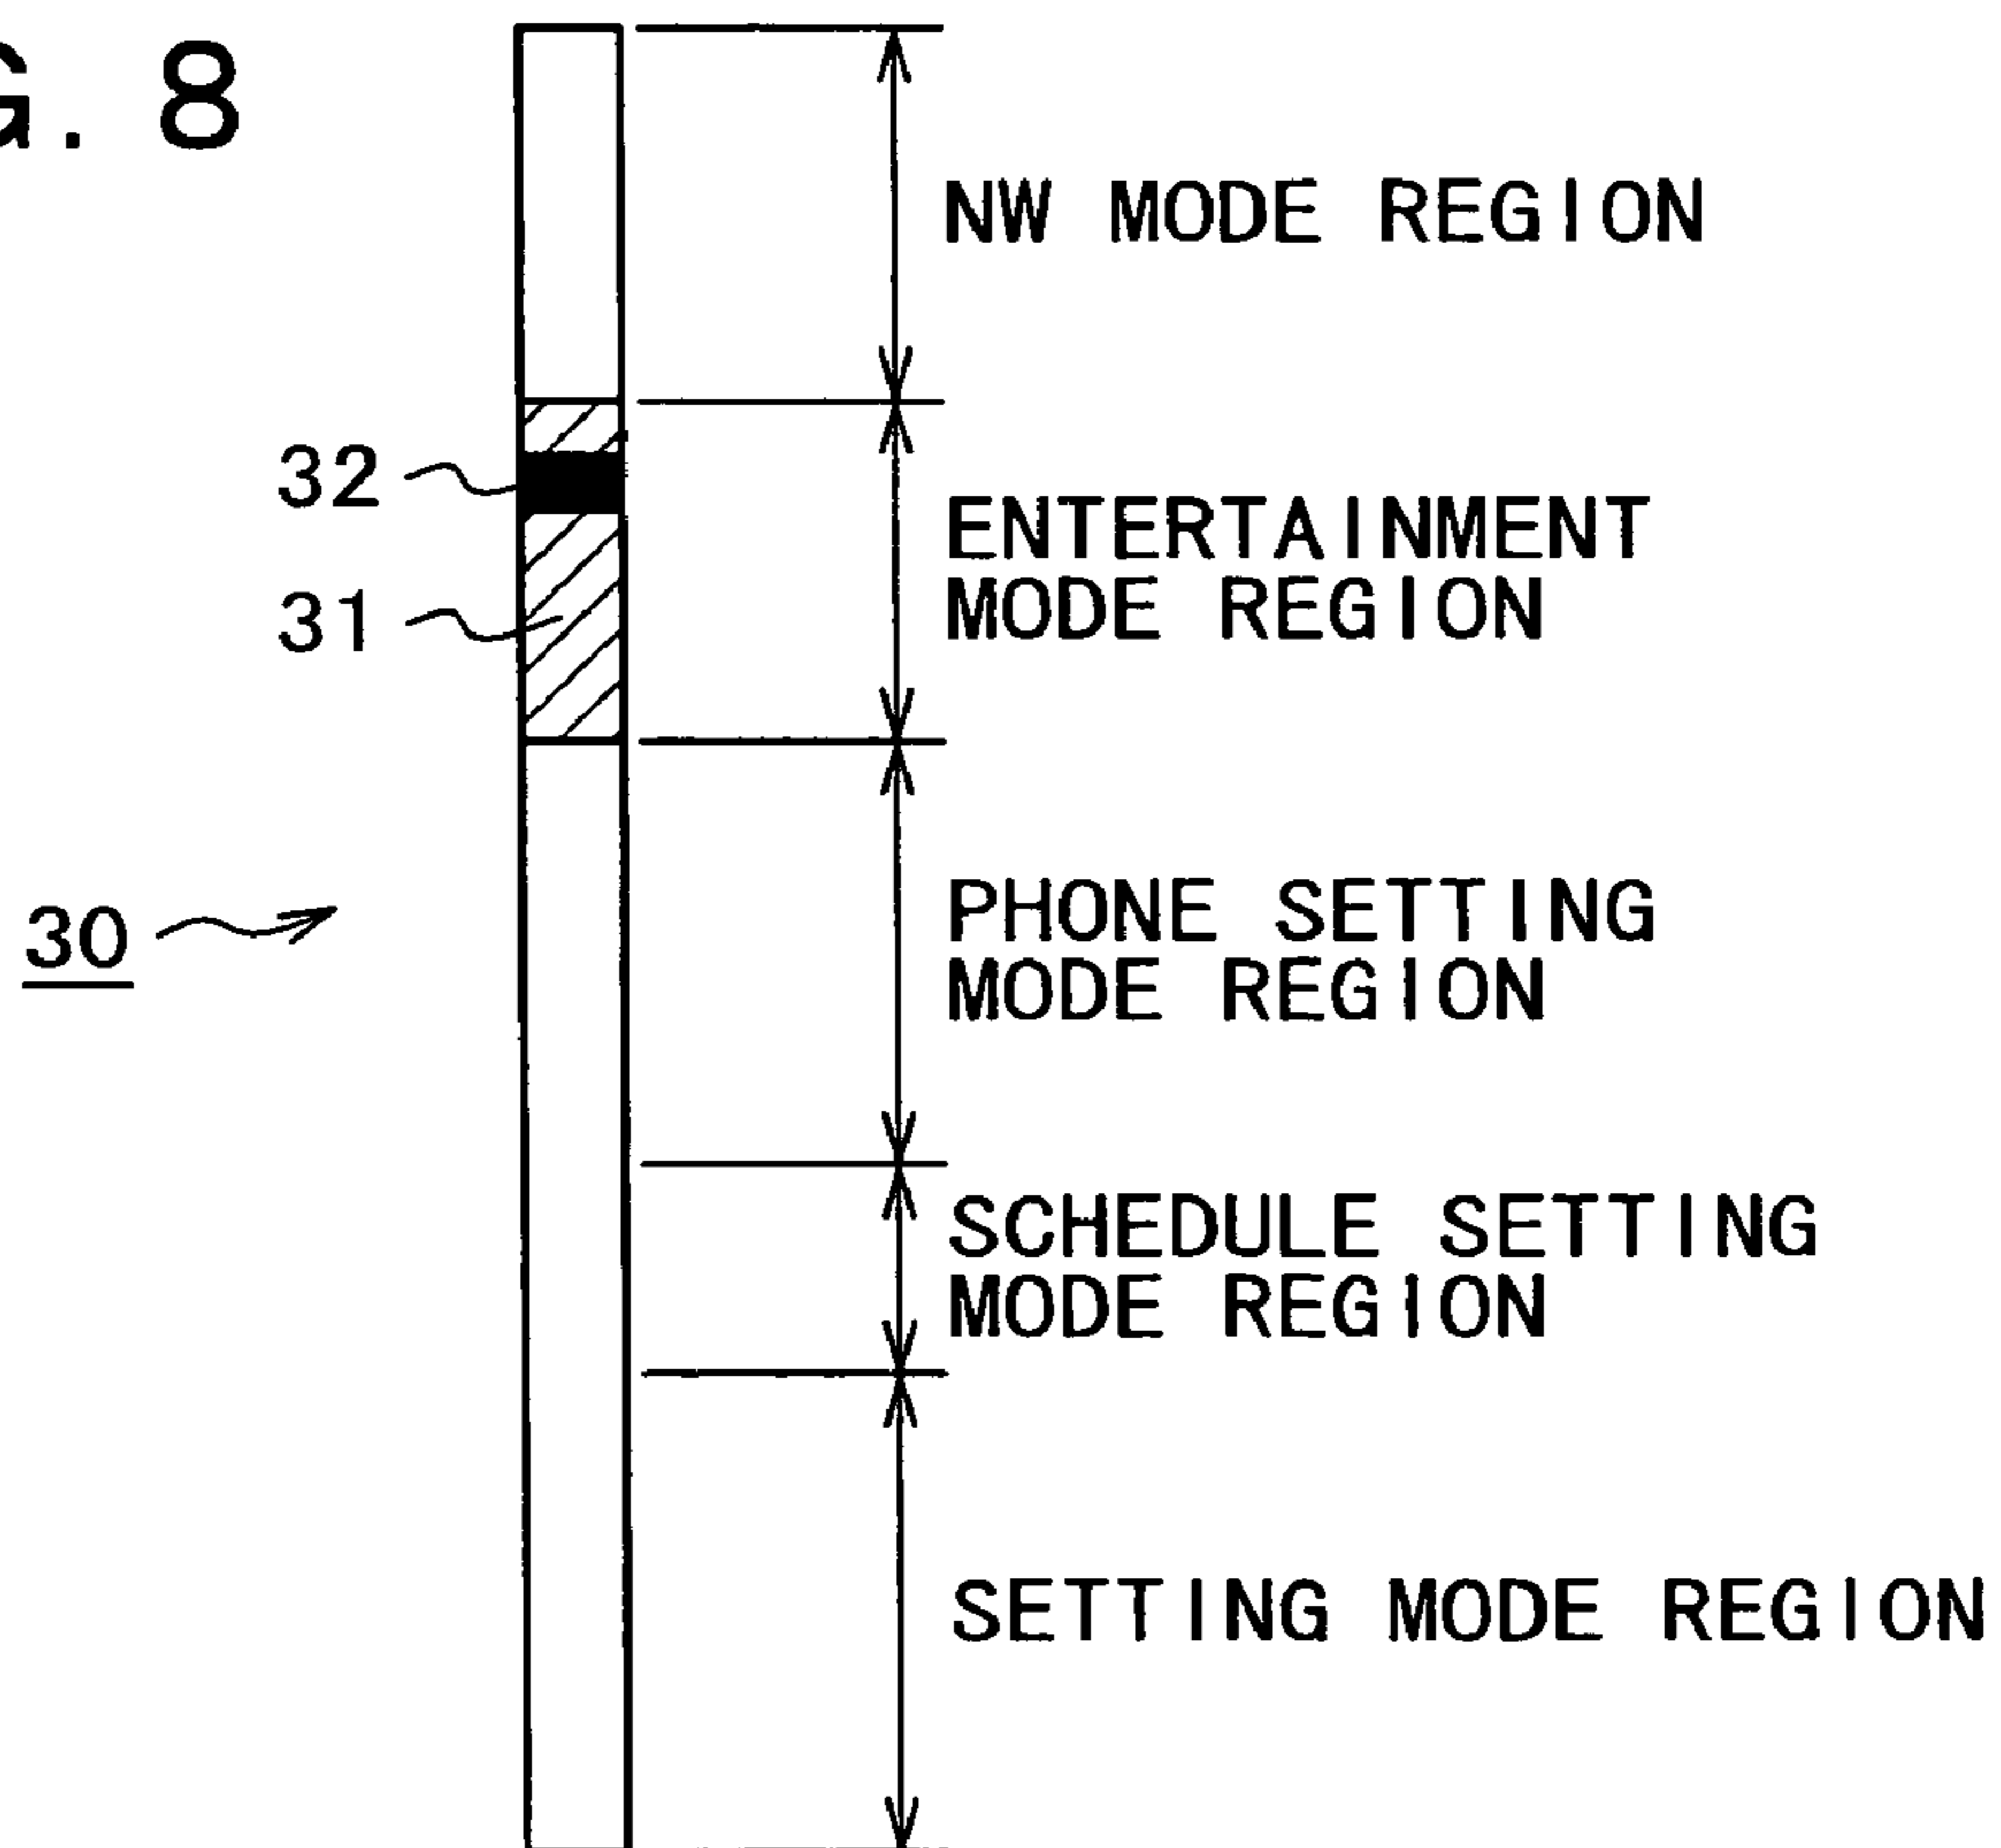 G. 8
NW MODE REGION
32
ENTERTAINMENT
MODE REGION
31
30
PHONE SETTING
MODE REGION
SCHEDULE SETTING
MODE REGION
SETTING MODE REGION